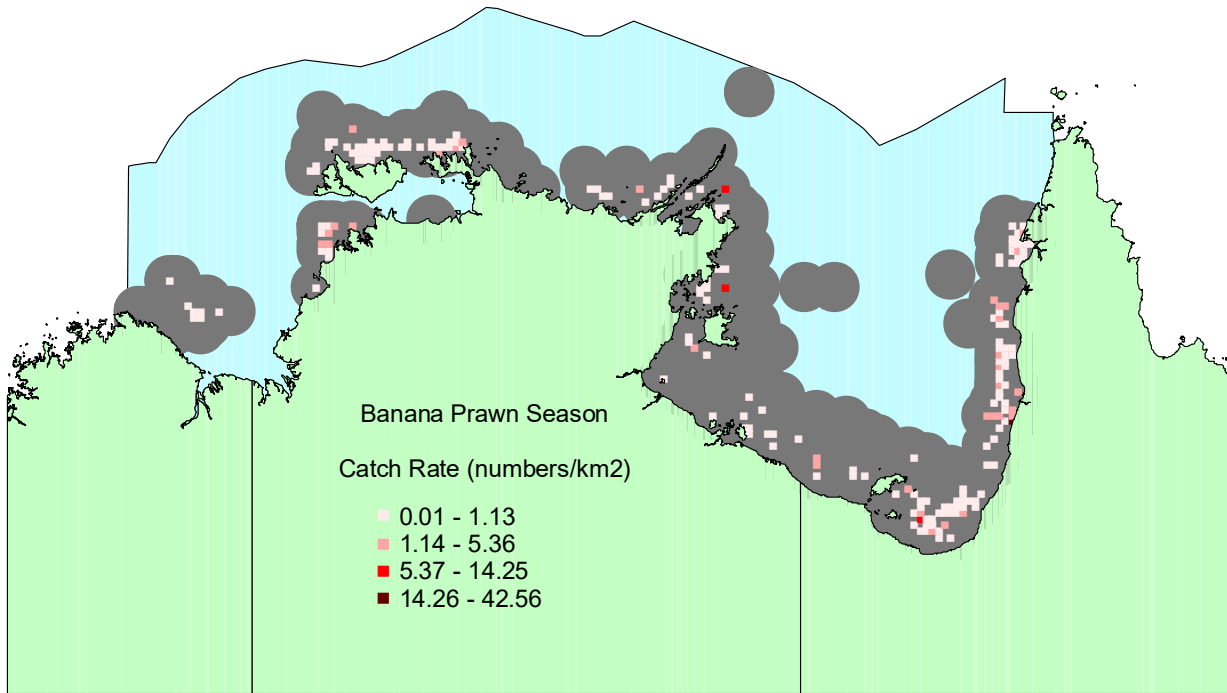 Banana Prawn Season
Catch Rate (numbers/km2)
0.01 - 1.13
1.14 - 5.36
5.37 - 14.25
14.26 - 42.56